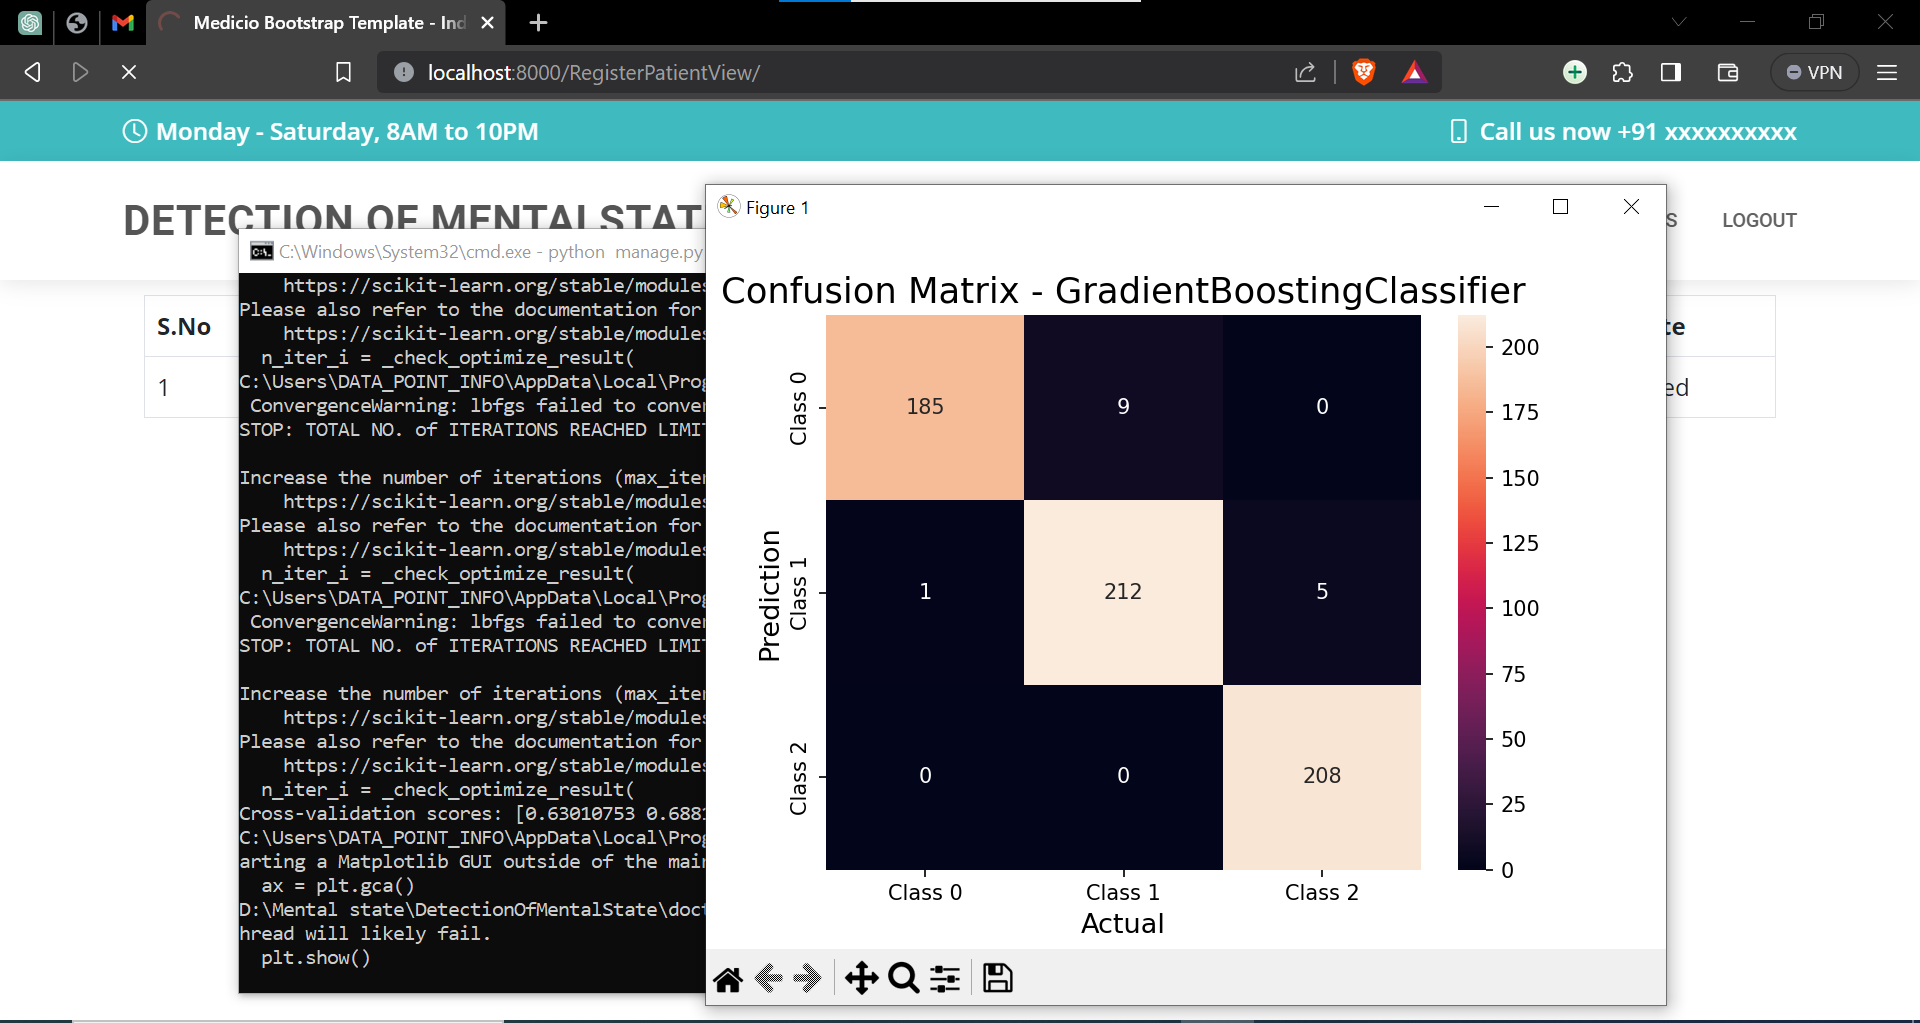 Medicio Bootstrap Template - Ind
localhost:8000/RegisterPatientView/
VPN
Monday - Saturday, 8AM to 10PM
Call us now +91 xxxxxxxxxx
DETECTION OF MENTALSTAT
S
LOGOUT
S.No
te
1
ed
C:\Windows\System32\cmd.exe - python  manage.py
https://scikit-learn.org/stable/modules
Please also refer to the documentation for
https://scikit-learn.org/stable/modules
n_iter_i = _check_optimize_result(
C:\Users\DATA_POINT_INFO\AppData\Local\Prog
ConvergenceWarning: lbfgs failed to conver
STOP: TOTAL NO. of ITERATIONS REACHED LIMIT
Increase the number of iterations (max_iter
https://scikit-learn.org/stable/modules
Please also refer to the documentation for
https://scikit-learn.org/stable/modules
n_iter_i = _check_optimize_result(
C:\Users\DATA_POINT_INFO\AppData\Local\Prog
ConvergenceWarning: lbfgs failed to conver
STOP: TOTAL NO. of ITERATIONS REACHED LIMIT
Increase the number of iterations (max_iter
https://scikit-learn.org/stable/modules
Please also refer to the documentation for
https://scikit-learn.org/stable/modules
n_iter_i = _check_optimize_result(
Cross-validation scores: [0.63010753 0.6881
C:\Users\DATA_POINT_INFO\AppData\Local\Prog
arting a Matplotlib GUI outside of the main
ax = plt.gca()
D:\Mental state\DetectionOfMentalState\doct
hread will likely fail.
plt.show()
Figure 1
Confusion Matrix - GradientBoostingClassifier
Prediction
Class 0
185 9 0
Class 1
1 212 5
Class 2
0 0 208
Class 0 Class 1 Class 2
Actual
200
175
150
125
100
75
50
25
0